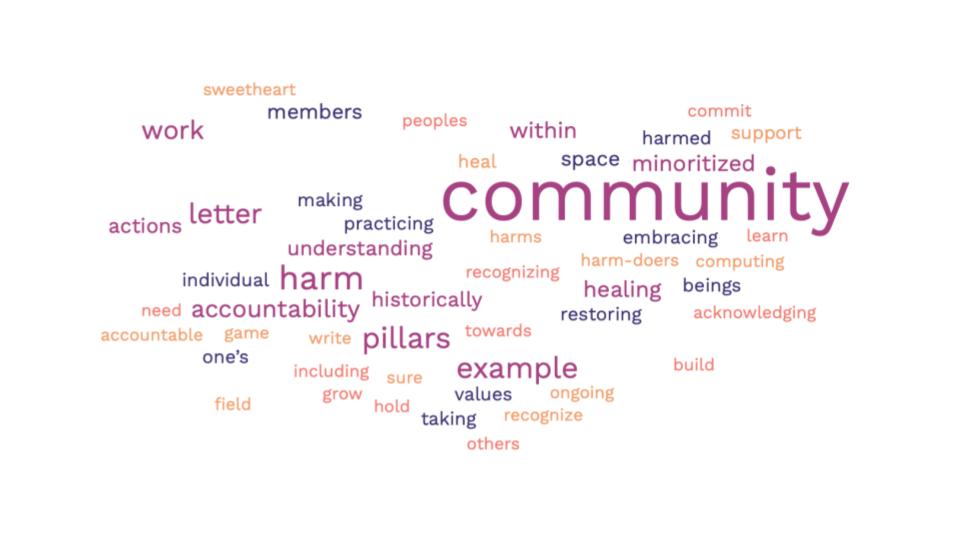 sweetheart
members
commit
peoples
work
within
support
harmed
heal
space
minoritized
community
making
letter
practicing
actions
harms
embracing
learn
understanding
harm-doers
computing
recognizing
individual
harm
healing
beings
historically
accountability
need
restoring
acknowledging
accountable
game
write
pillars
towards
one’s
including
sure
example
build
grow
values
ongoing
field
hold
taking
recognize
others